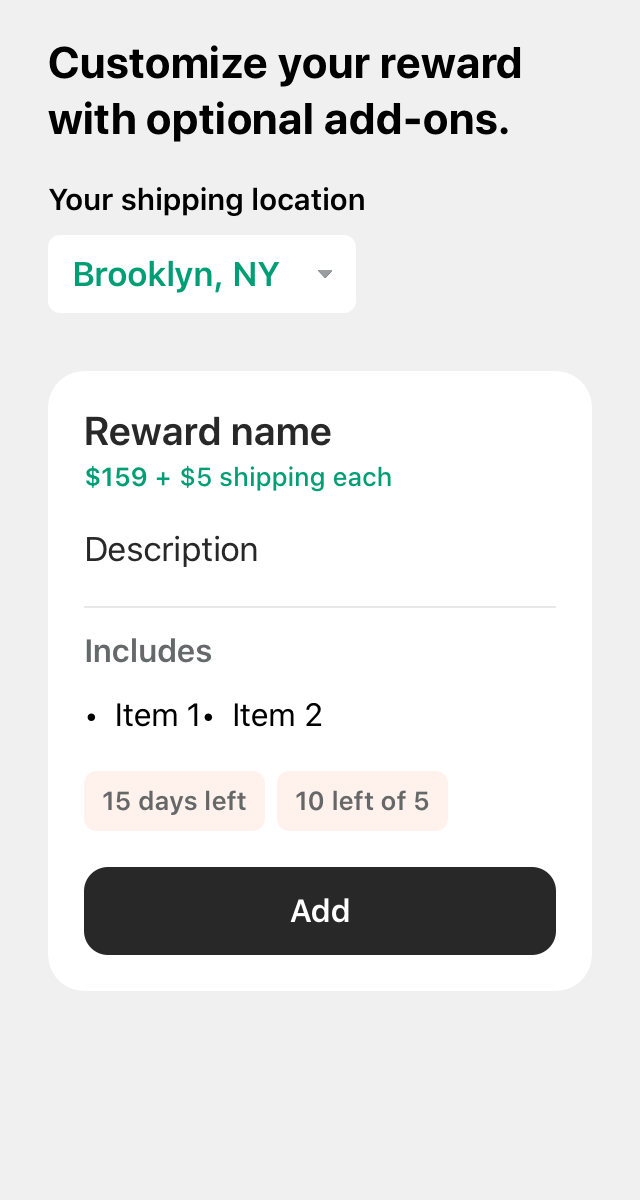 Customize your reward
with optional add-ons.
Your shipping location
Brooklyn, NY
Reward name
$159 + $5 shipping each
Description
Includes
• Item 1• Item 2
15 days left 10 left of 5
Add